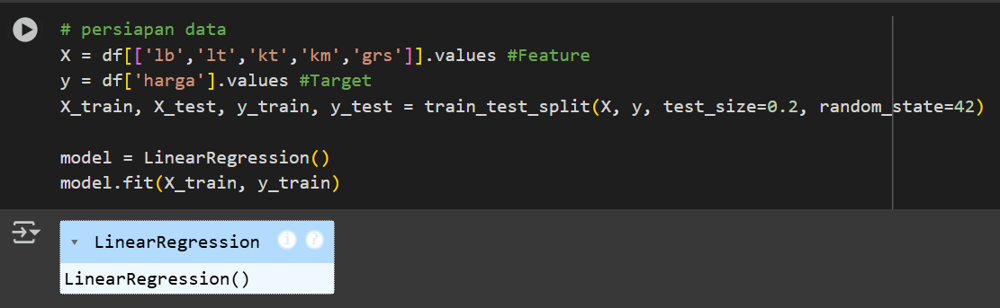 # persiapan data
X = df[['lb','lt','kt','km','grs']].values #Feature
y = df['harga'].values #Target
X_train, X_test, y_train, y_test = train_test_split(X, y, test_size=0.2, random_state=42)
model = LinearRegression()
model.fit(X_train, y_train)
LinearRegression i ?
LinearRegression()